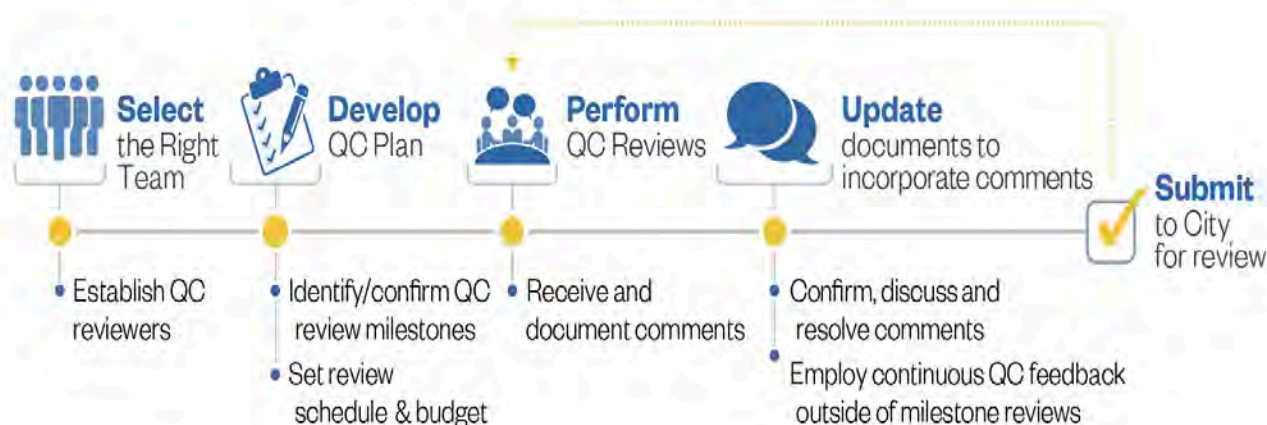 Select
the Right
Team
Develop
QC Plan
Perform
QC Reviews
Update
documents to
incorporate comments
Submit
to City
for review
Establish QC
reviewers
Identify/confirm QC
review milestones
Set review
schedule & budget
Receive and
document comments
Confirm, discuss and
resolve comments
Employ continuous QC feedback
outside of milestone reviews